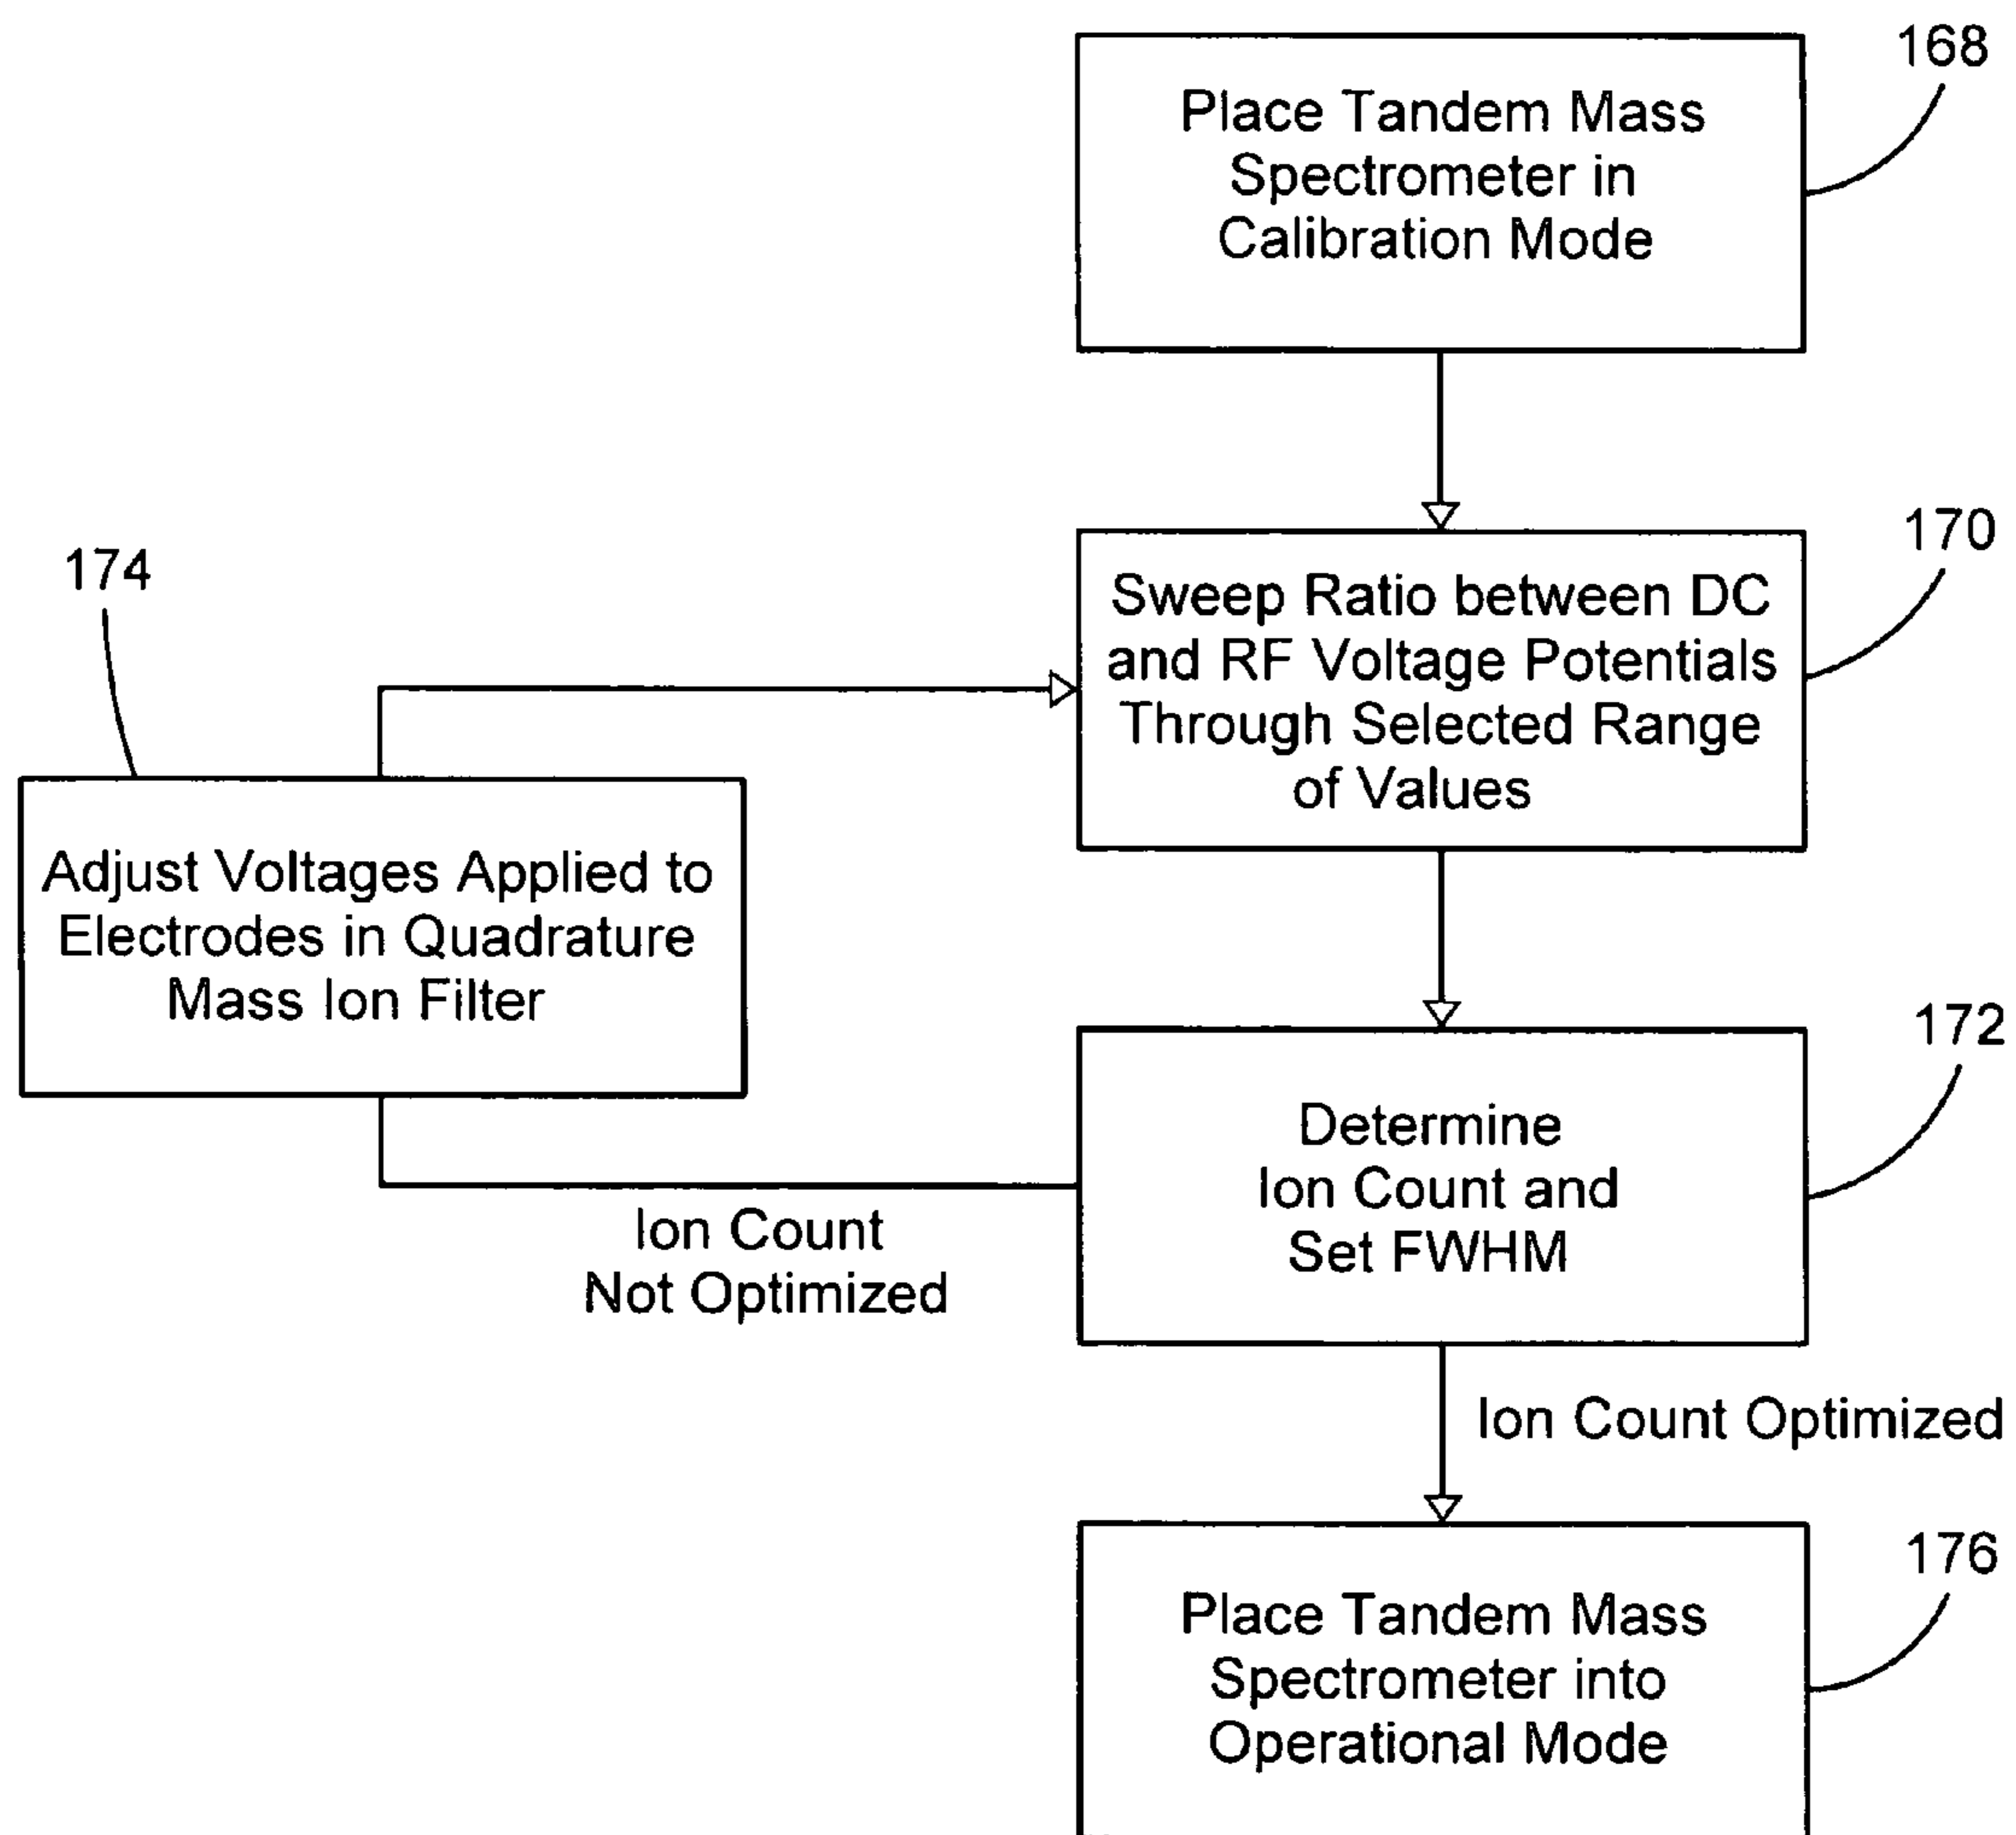 168
Place Tandem Mass
Spectrometer in
Calibration Mode
170
Sweep Ratio between DC
and RF Voltage Potentials
Through Selected Range
of Values
174
Adjust Voltages Applied to
Electrodes in Quadrature
Mass Ion Filter
172
Determine
Ion Count and
Set FWHM
Ion Count
Not Optimized
Ion Count Optimized
176
Place Tandem Mass
Spectrometer into
Operational Mode